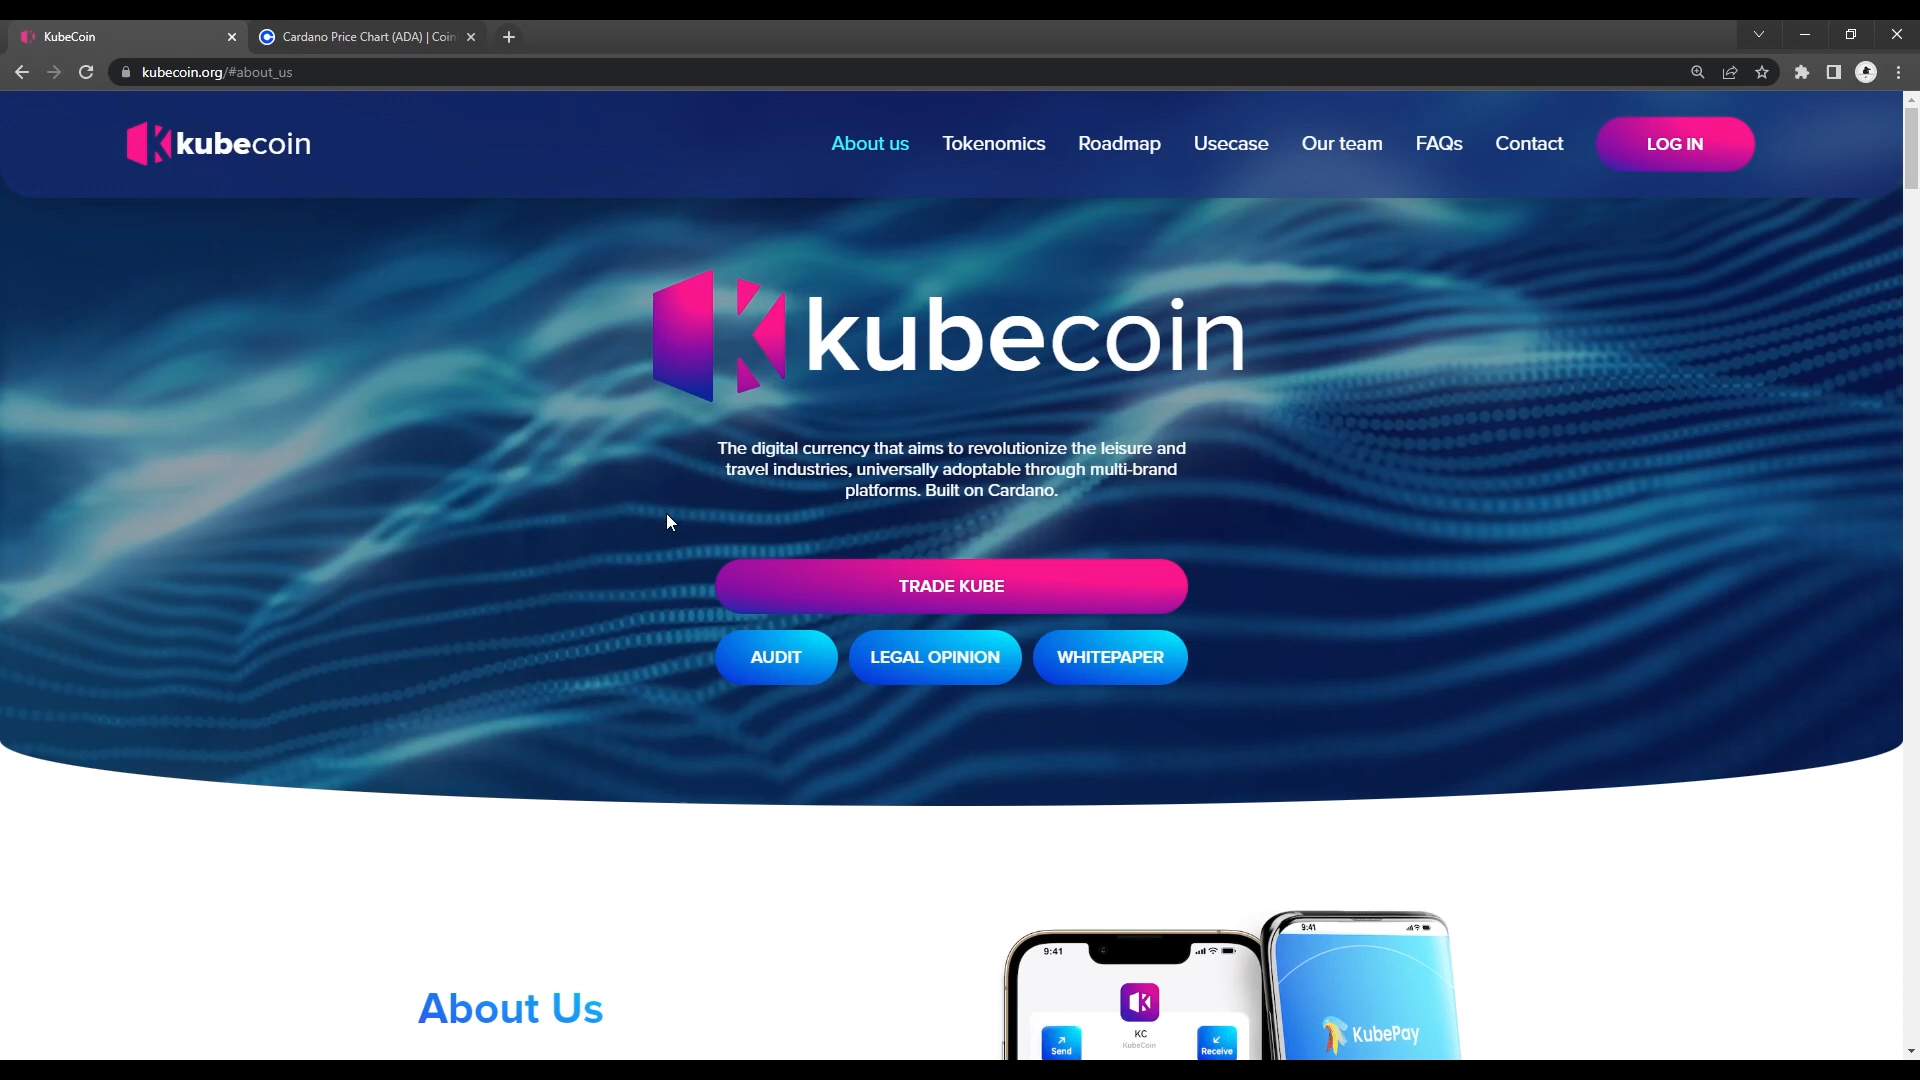 KubeCoin
Cardano Price Chart (ADA) | Coin
kubecoin.org/#about_us
kubecoin
About us
Tokenomics
Roadmap
Usecase
Our team
FAQs
Contact
LOG IN
kubecoin
The digital currency that aims to revolutionize the leisure and
travel industries, universally adoptable through multi-brand
platforms. Built on Cardano.
TRADE KUBE
AUDIT
LEGAL OPINION
WHITEPAPER
About Us
9:41
KC
KubeCoin
Send
Receive
9:41
KubePay